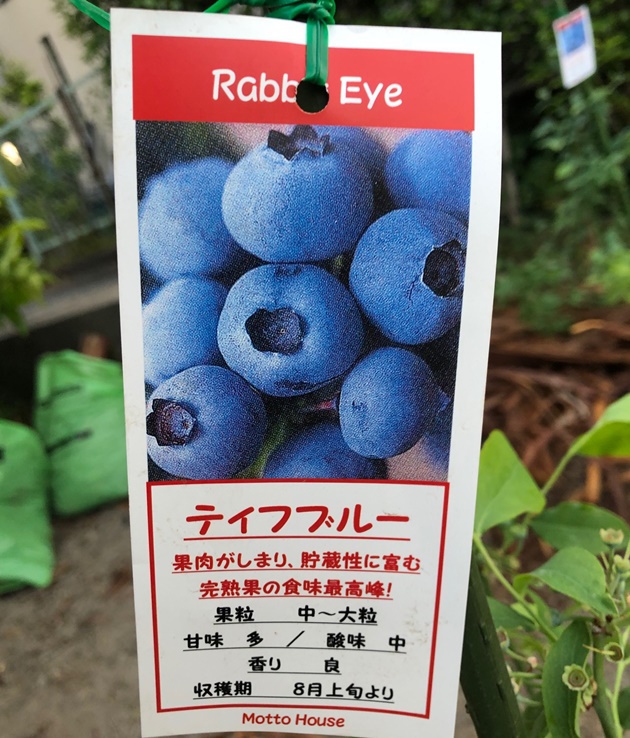 Rabb Eye
ティフブルー
果肉がしまり、貯蔵性に富む
完熟果の食味最高峰!
果粒 中〜大粒
甘味 多 / 酸味 中
香り 良
収穫期 8月上旬より
Motto House